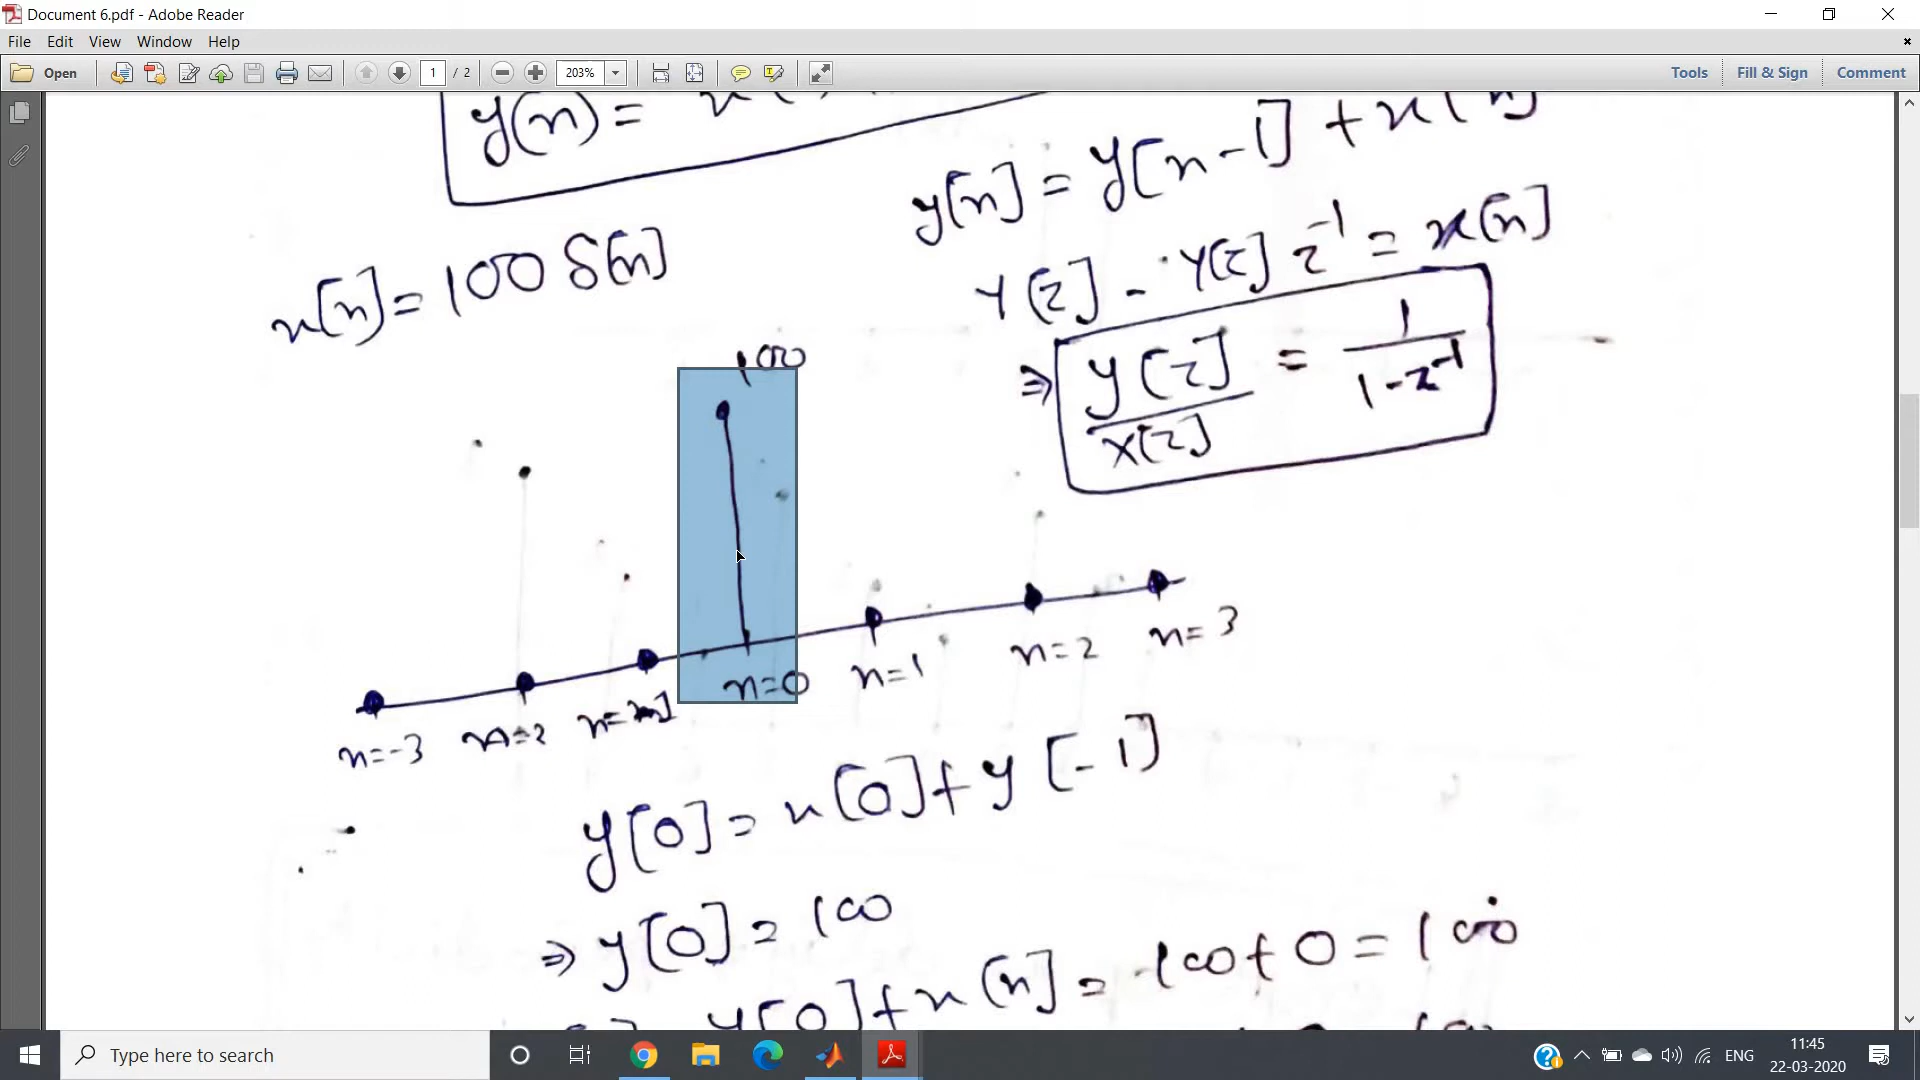 Document 6.pdf - Adobe Reader
File Edit View Window Help
Open 1 / 2 203% Tools Fill & Sign Comment
y(n) =
y[n] = y[n-1] + x[n]
x[n] = 100 δ[n]
Y[z] - Y[z] z⁻¹ = x[n]
⇒ y[z] / x[z] = 1 / 1-z⁻¹
100
n=-3 n=-2 n= n=0 n=1 n=2 n=3
y[0] = x[0] + y[-1]
⇒ y[0] = 100
y[0] + x[n] = 100 + 0 = 100
Type here to search
ENG
11:45
22-03-2020